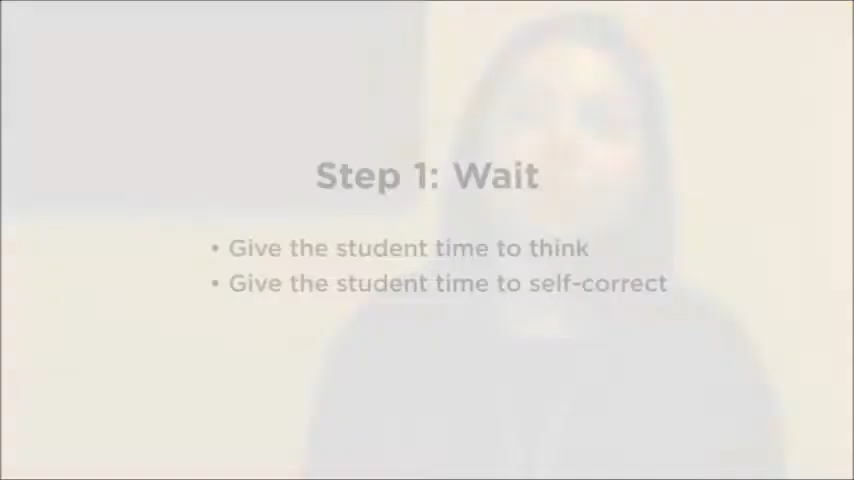 Step 1: Wait
• Give the student time to think
• Give the student time to self-correct